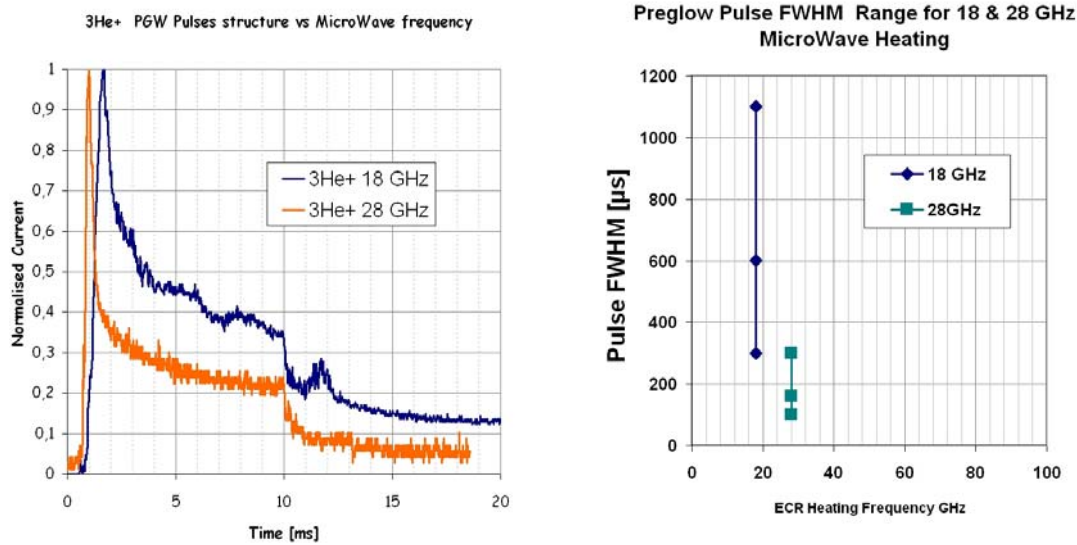 3He+ PGW Pulses structure vs MicroWave frequency
Normalised Current
1
0,9
0,8
0,7
0,6
0,5
0,4
0,3
0,2
0,1
0
3He+ 18 GHz
3He+ 28 GHz
0
5
10
15
20
Time [ms]
Preglow Pulse FWHM Range for 18 & 28 GHz
MicroWave Heating
Pulse FWHM [µs]
1200
1000
800
600
400
200
0
18 GHz
28GHz
0
20
40
60
80
100
ECR Heating Frequency GHz